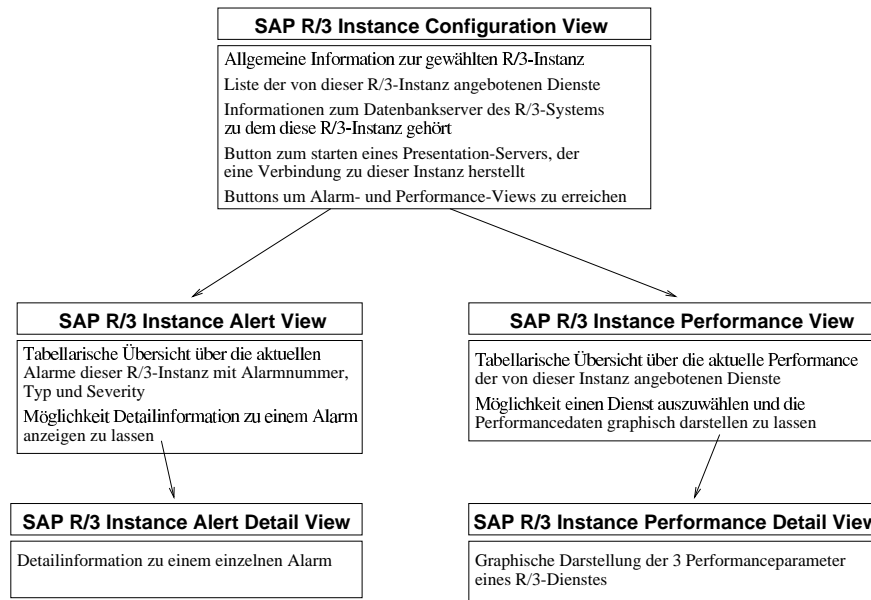 SAP R/3 Instance Configuration View
Allgemeine Information zur gewählten R/3-Instanz
Liste der von dieser R/3-Instanz angebotenen Dienste
Informationen zum Datenbankserver des R/3-Systems
zu dem diese R/3-Instanz gehört
Button zum starten eines Presentation-Servers, der
eine Verbindung zu dieser Instanz herstellt
Buttons um Alarm- und Performance-Views zu erreichen
SAP R/3 Instance Alert View
Tabellarische Übersicht über die aktuellen
Alarme dieser R/3-Instanz mit Alarmnummer,
Typ und Severity
Möglichkeit Detailinformation zu einem Alarm
anzeigen zu lassen
SAP R/3 Instance Performance View
Tabellarische Übersicht über die aktuelle Performance
der von dieser Instanz angebotenen Dienste
Möglichkeit einen Dienst auszuwählen und die
Performancedaten graphisch darstellen zu lassen
SAP R/3 Instance Alert Detail View
Detailinformation zu einem einzelnen Alarm
SAP R/3 Instance Performance Detail View
Graphische Darstellung der 3 Performanceparameter
eines R/3-Dienstes